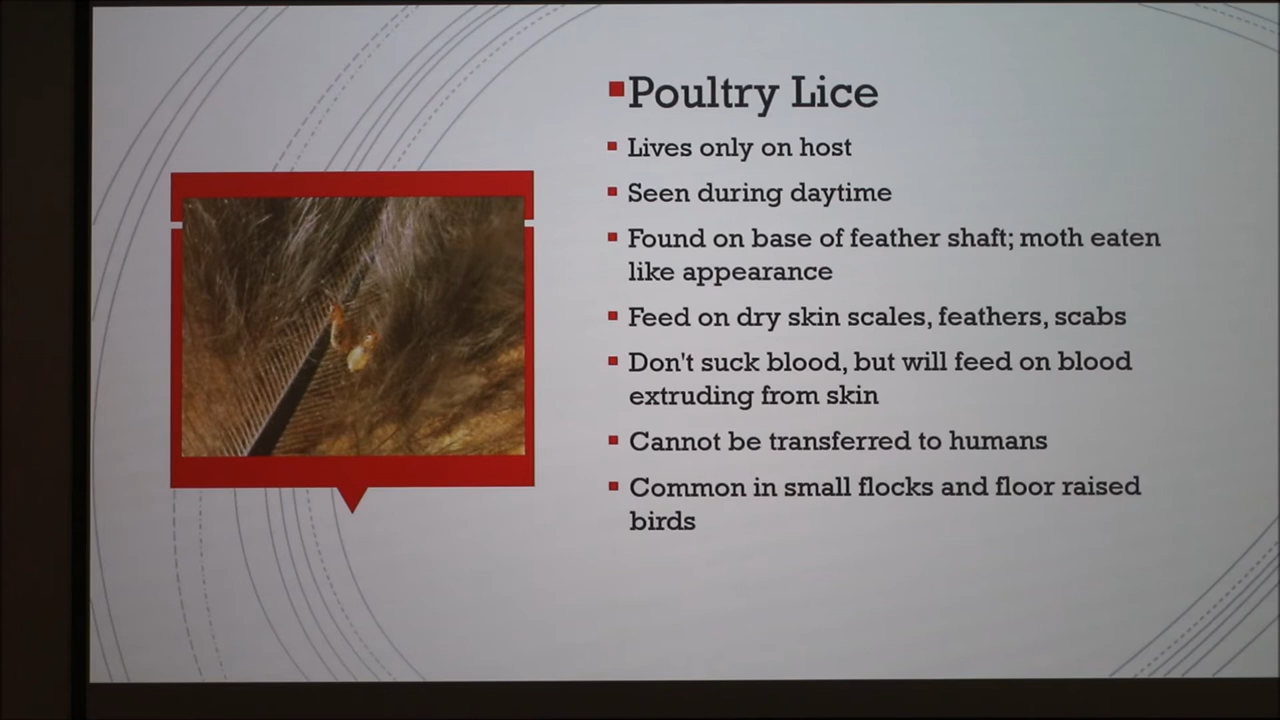 Poultry Lice
Lives only on host
Seen during daytime
Found on base of feather shaft; moth eaten
like appearance
Feed on dry skin scales, feathers, scabs
Don't suck blood, but will feed on blood
extruding from skin
Cannot be transferred to humans
Common in small flocks and floor raised
birds